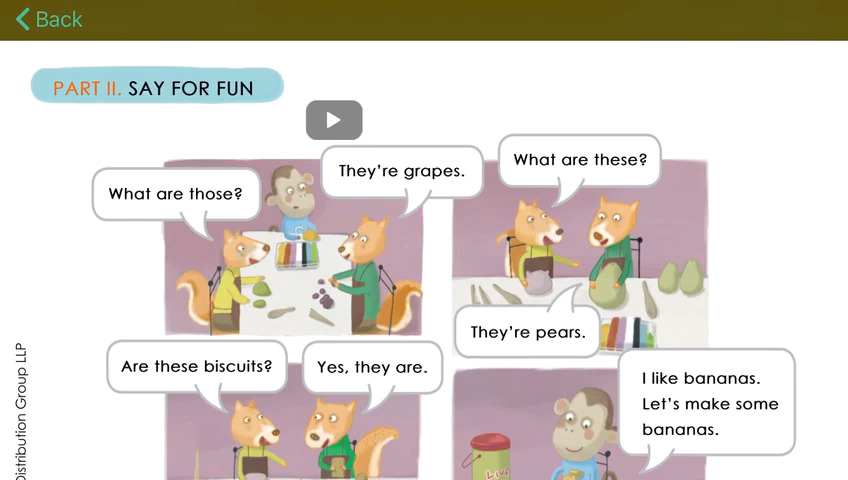 Back
PART II. SAY FOR FUN
What are those?
They're grapes.
What are these?
They're pears.
Are these biscuits?
Yes, they are.
I like bananas.
Let's make some
bananas.
Distribution Group LLP